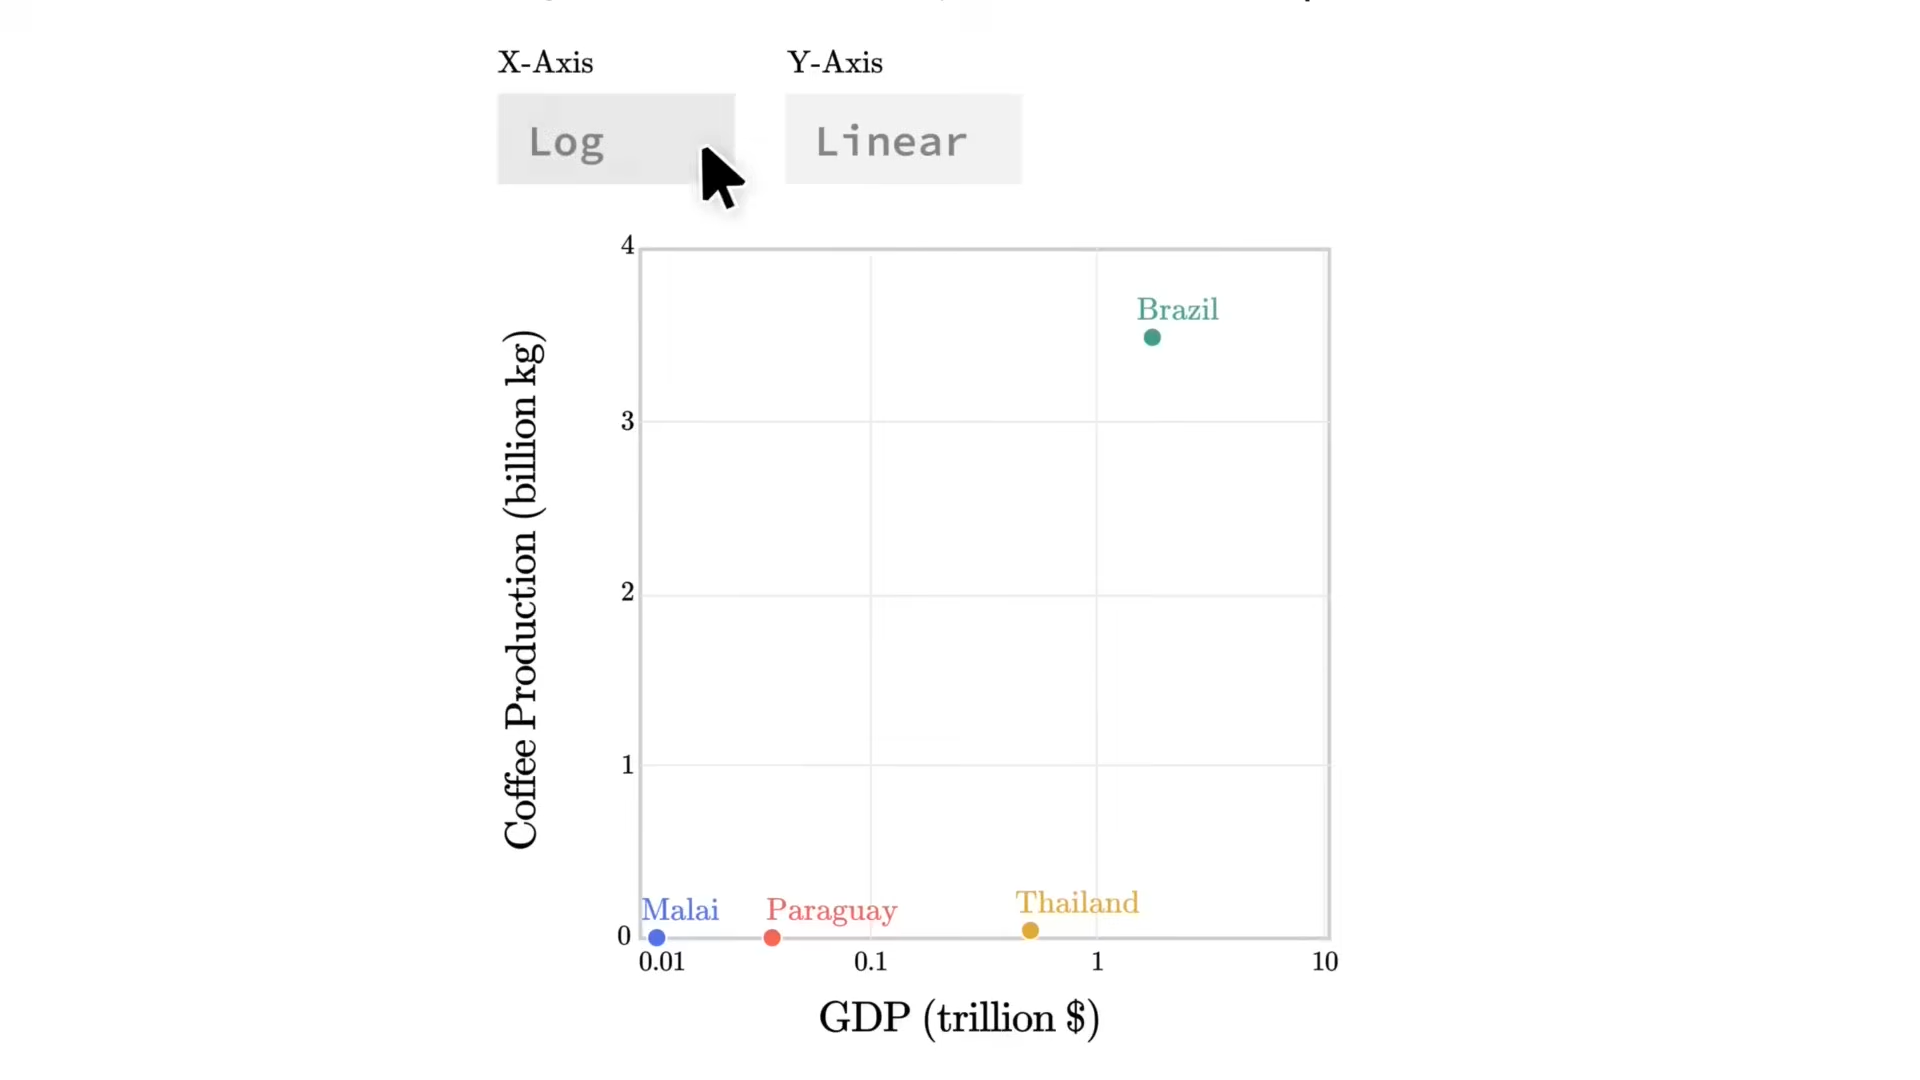 X-Axis Y-Axis
Log Linear
4
Brazil
3
Coffee Production (billion kg)
2
1
Malai Paraguay Thailand
0
0.01 0.1 1 10
GDP (trillion $)